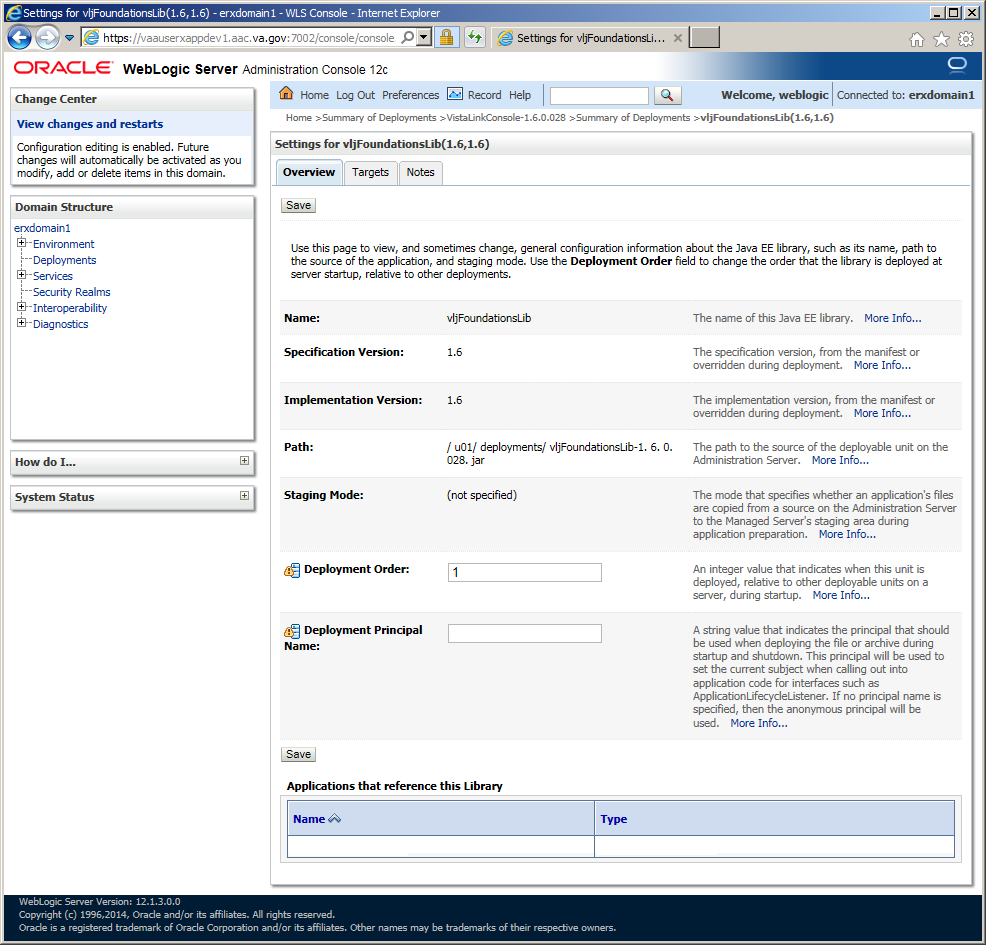 Settings for vljFoundationsLib(1.6,1.6) - erxdomain1 - WLS Console - Internet Explorer
https://vaauserxappdev1.aac.va.gov:7002/console/console
Settings for vljFoundationsLi...
ORACLE WebLogic Server Administration Console 12c
Change Center
View changes and restarts
Configuration editing is enabled. Future
changes will automatically be activated as you
modify, add or delete items in this domain.
Domain Structure
erxdomain1
Environment
Deployments
Services
Security Realms
Interoperability
Diagnostics
How do I...
System Status
Home Log Out Preferences Record Help
Welcome, weblogic Connected to: erxdomain1
Home >Summary of Deployments >VistaLinkConsole-1.6.0.028 >Summary of Deployments >vljFoundationsLib(1.6,1.6)
Settings for vljFoundationsLib(1.6,1.6)
Overview Targets Notes
Save
Use this page to view, and sometimes change, general configuration information about the Java EE library, such as its name, path to
the source of the application, and staging mode. Use the Deployment Order field to change the order that the library is deployed at
server startup, relative to other deployments.
Name: vljFoundationsLib The name of this Java EE library. More Info...
Specification Version: 1.6 The specification version, from the manifest or
overridden during deployment. More Info...
Implementation Version: 1.6 The implementation version, from the manifest or
overridden during deployment. More Info...
Path: / u01/ deployments/ vljFoundationsLib-1. 6. 0. The path to the source of the deployable unit on the
028. jar Administration Server. More Info...
Staging Mode: (not specified) The mode that specifies whether an application's files
are copied from a source on the Administration Server
to the Managed Server's staging area during
application preparation. More Info...
Deployment Order: 1 An integer value that indicates when this unit is
deployed, relative to other deployable units on a
server, during startup. More Info...
Deployment Principal A string value that indicates the principal that should
Name: be used when deploying the file or archive during
startup and shutdown. This principal will be used to
set the current subject when calling out into
application code for interfaces such as
ApplicationLifecycleListener. If no principal name is
specified, then the anonymous principal will be
used. More Info...
Save
Applications that reference this Library
Name Type
WebLogic Server Version: 12.1.3.0.0
Copyright (c) 1996,2014, Oracle and/or its affiliates. All rights reserved.
Oracle is a registered trademark of Oracle Corporation and/or its affiliates. Other names may be trademarks of their respective owners.